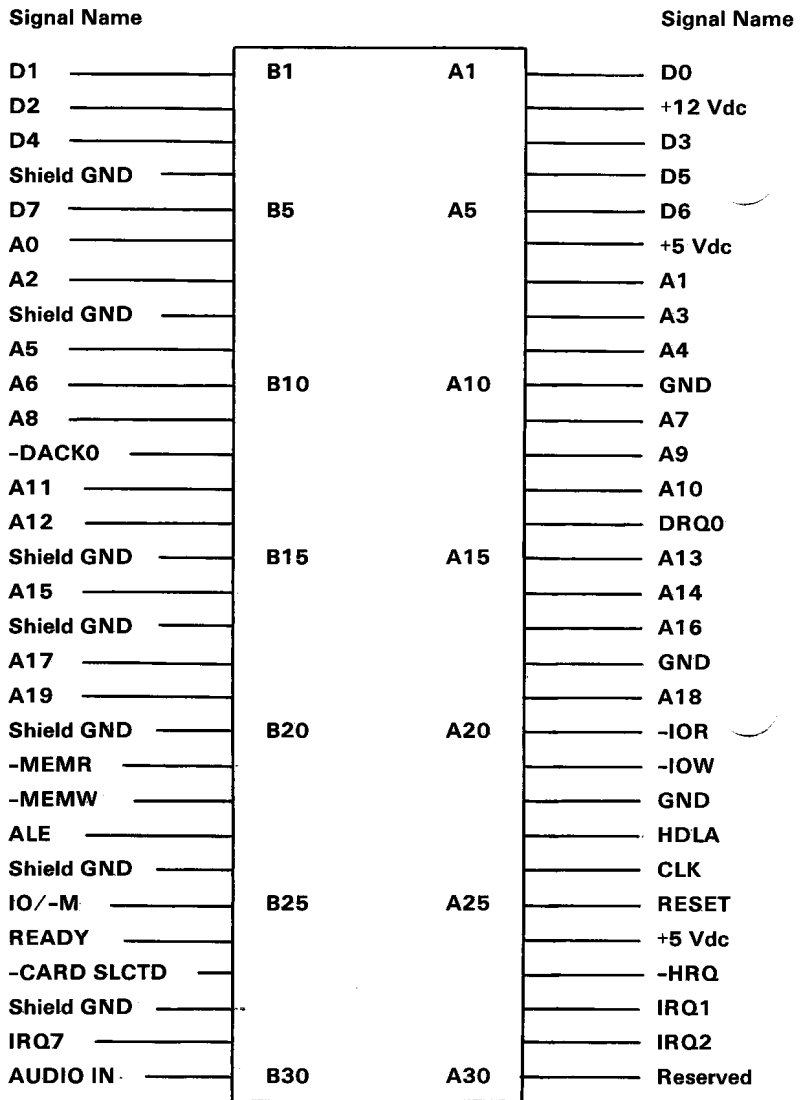 Signal Name Signal Name
D1 B1 A1 D0
D2 +12 Vdc
D4 D3
Shield GND D5
D7 B5 A5 D6
A0 +5 Vdc
A2 A1
Shield GND A3
A5 A4
A6 B10 A10 GND
A8 A7
-DACK0 A9
A11 A10
A12 DRQ0
Shield GND B15 A15 A13
A15 A14
Shield GND A16
A17 GND
A19 A18
Shield GND B20 A20 -IOR
-MEMR -IOW
-MEMW GND
ALE HDLA
Shield GND CLK
IO/-M B25 A25 RESET
READY +5 Vdc
-CARD SLCTD -HRQ
Shield GND IRQ1
IRQ7 IRQ2
AUDIO IN B30 A30 Reserved